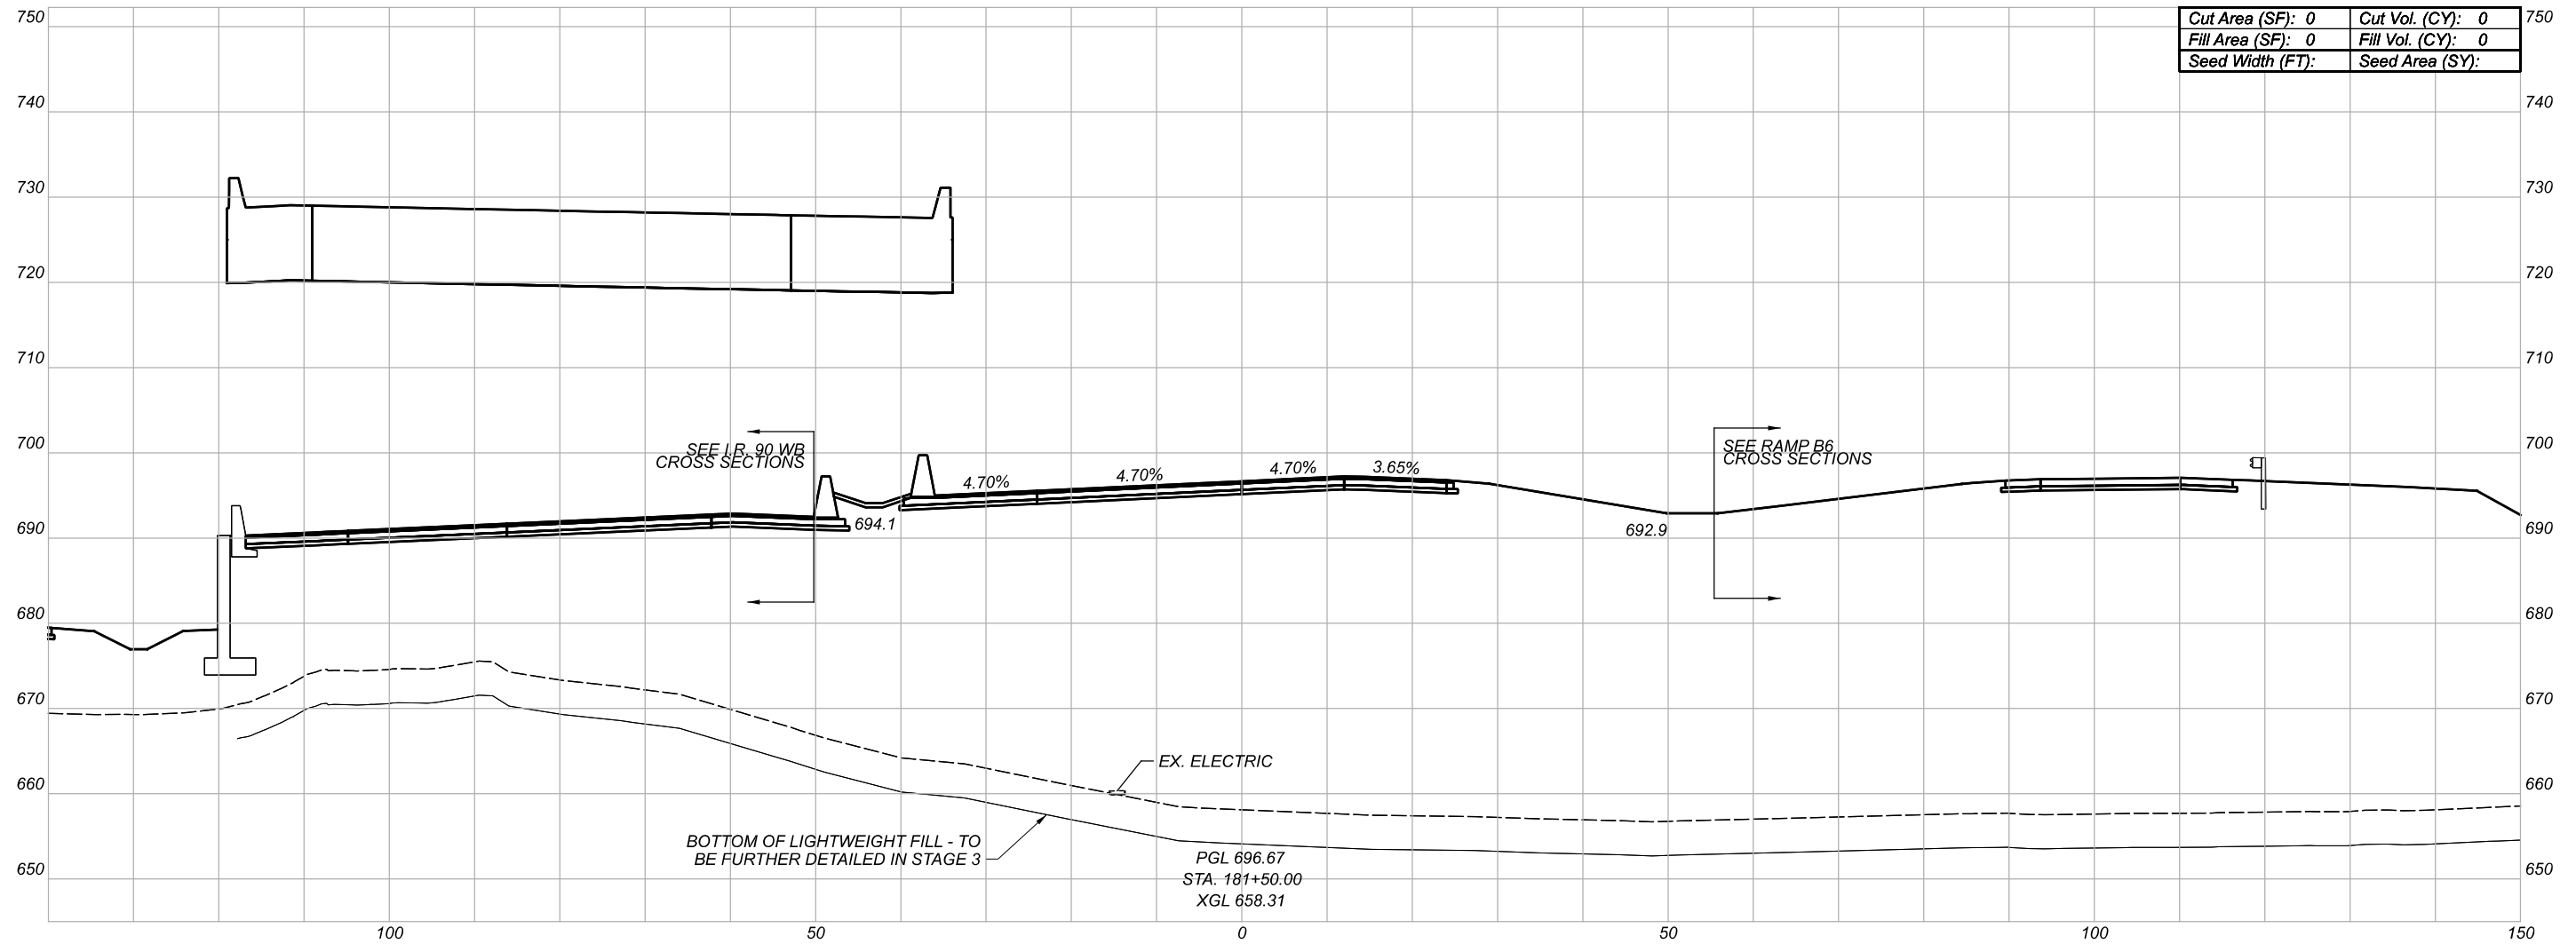 750
Cut Area (SF): 0 Cut Vol. (CY): 0
750
Fill Area (SF): 0 Fill Vol. (CY): 0
Seed Width (FT): Seed Area (SY):
740 740
730 730
720 720
710 710
700 700
SEE I.R. 90 WB
CROSS SECTIONS
SEE RAMP B6
CROSS SECTIONS
4.70% 4.70% 4.70% 3.65%
694.1
692.9
690 690
680 680
670 670
660 660
EX. ELECTRIC
BOTTOM OF LIGHTWEIGHT FILL - TO
BE FURTHER DETAILED IN STAGE 3
PGL 696.67
STA. 181+50.00
XGL 658.31
650 650
100 50 0 50 100 150